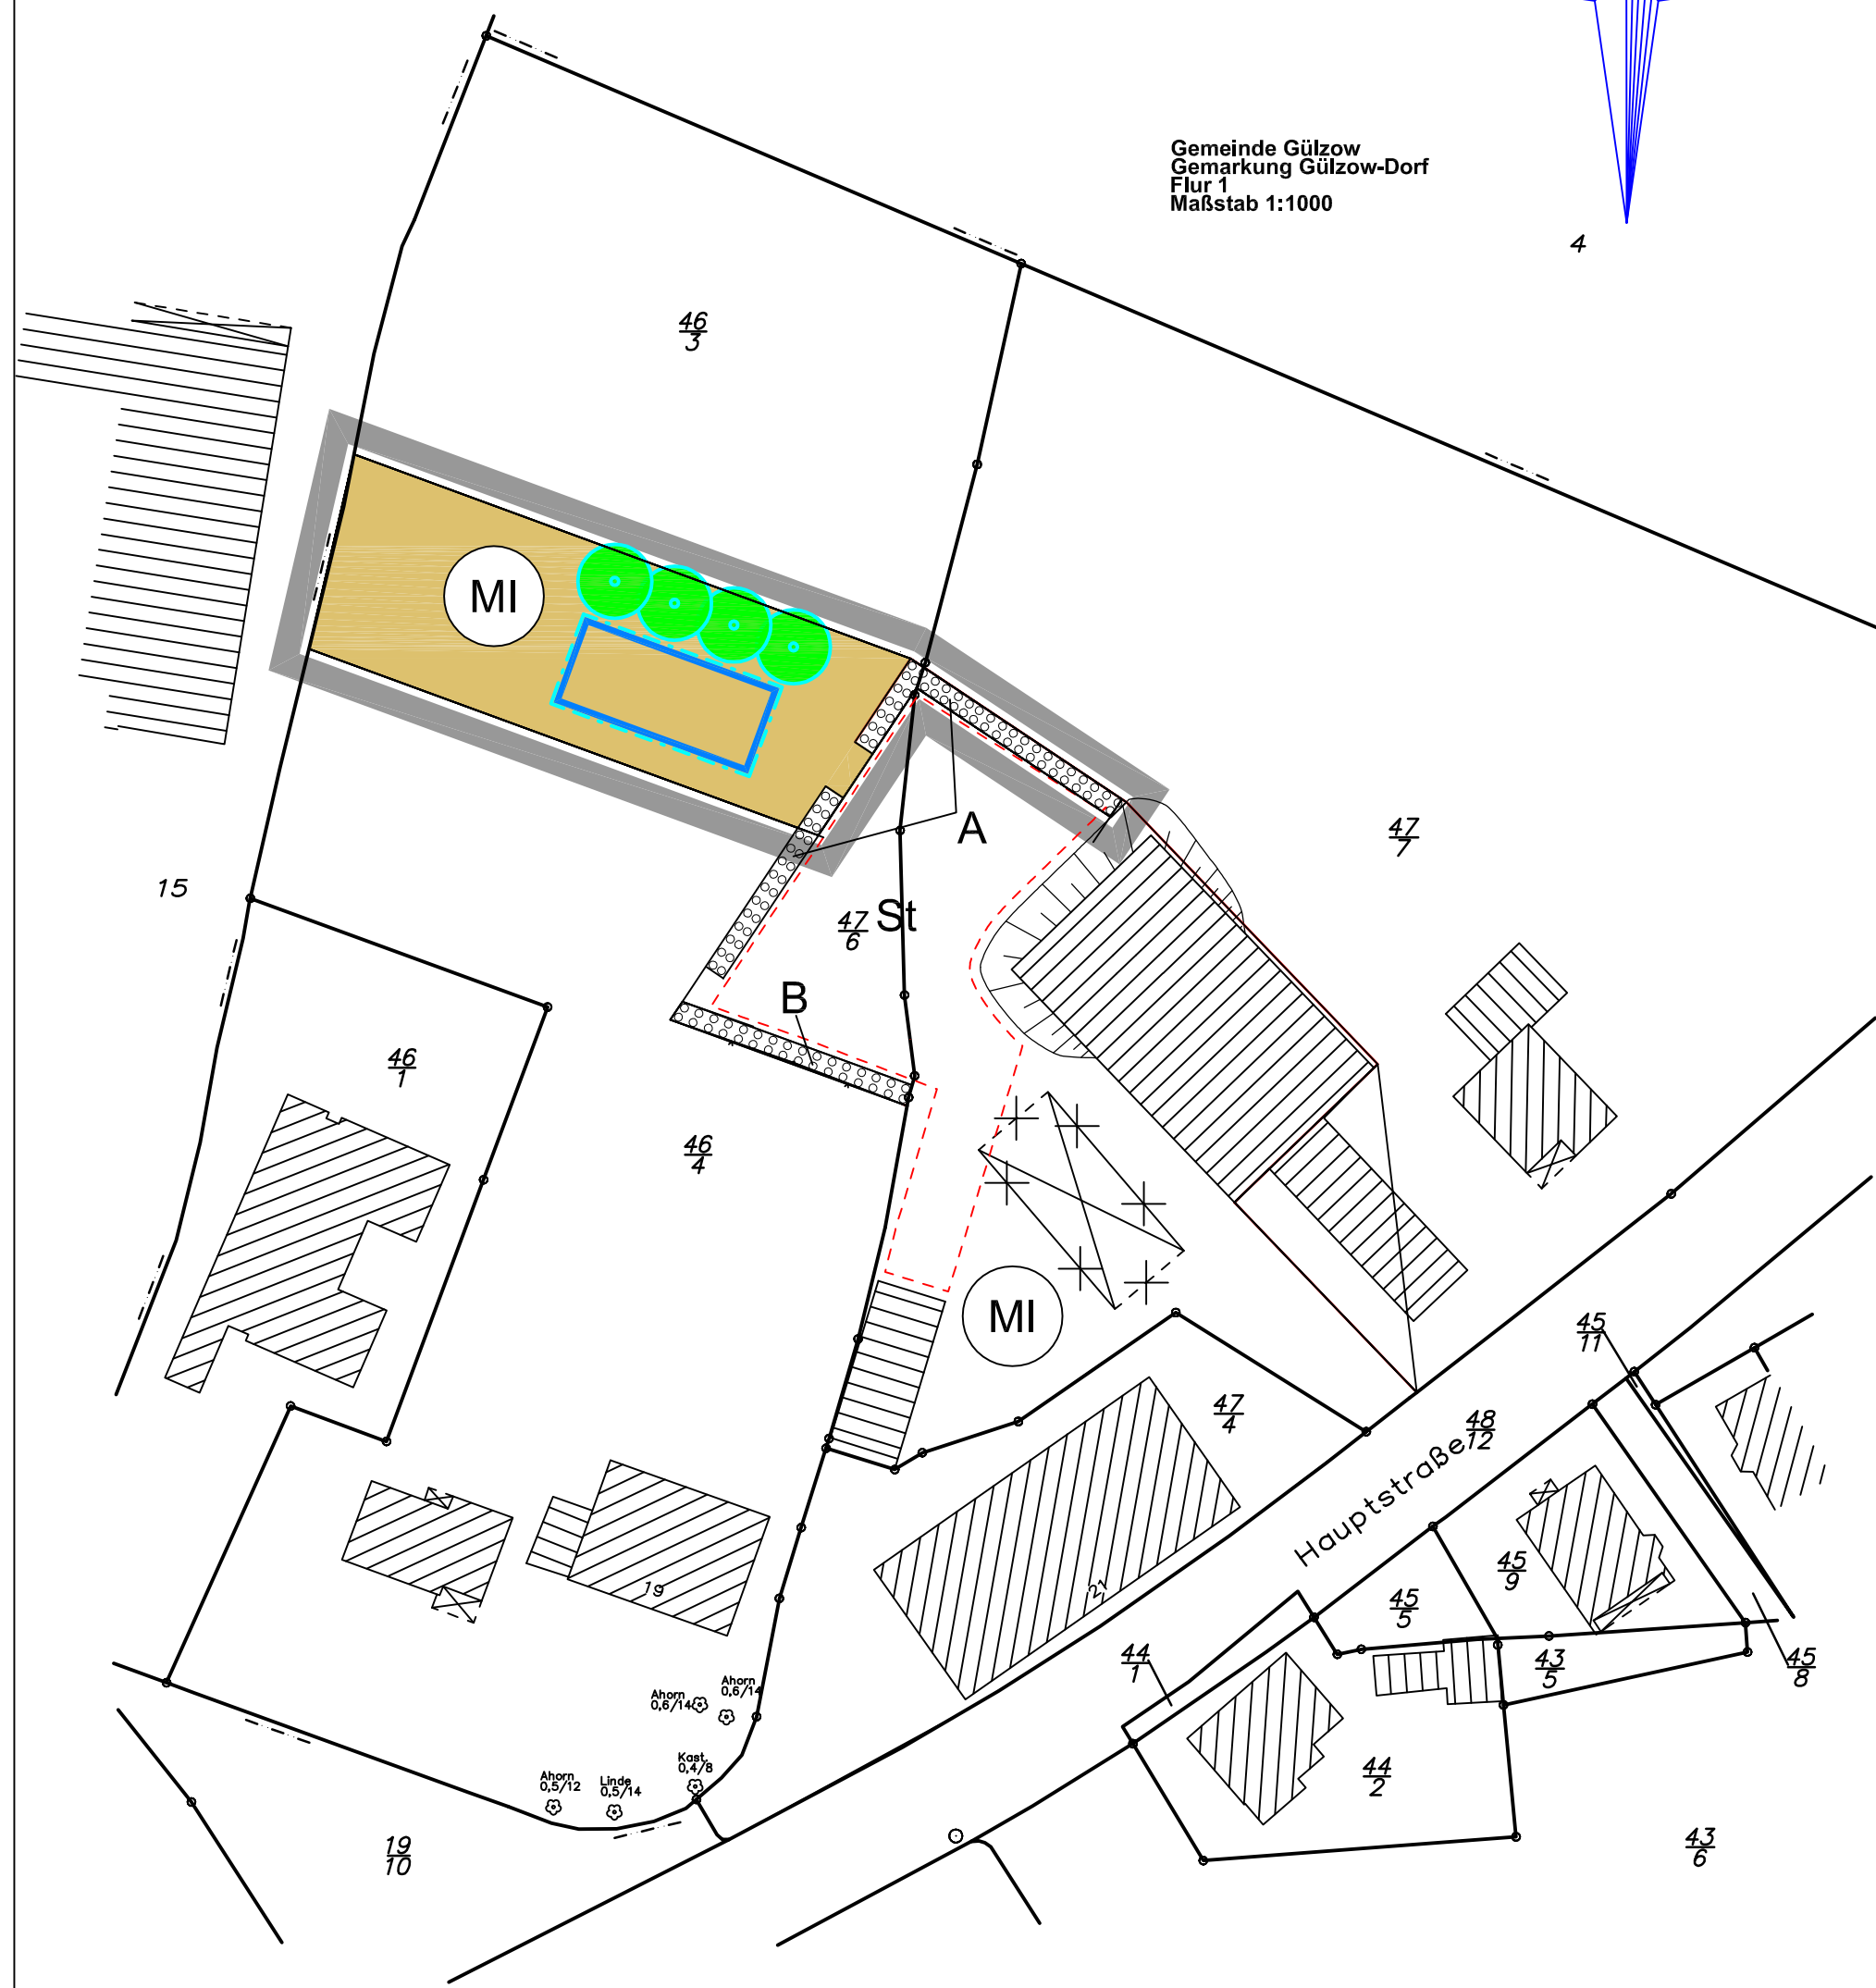 Gemeinde Gülzow
Gemarkung Gülzow-Dorf
Flur 1
Maßstab 1:1000
4
46
3
MI
47
7
A
15
47
6
St
B
46
1
46
4
MI
45
11
47
4
48
12
Hauptstraße
45
9
19
21
45
5
44
1
43
5
45
8
Ahorn
0,6/14
Ahorn
0,6/14
Kast.
0,4/8
Ahorn
0,5/12
Linde
0,5/14
44
2
19
10
43
6